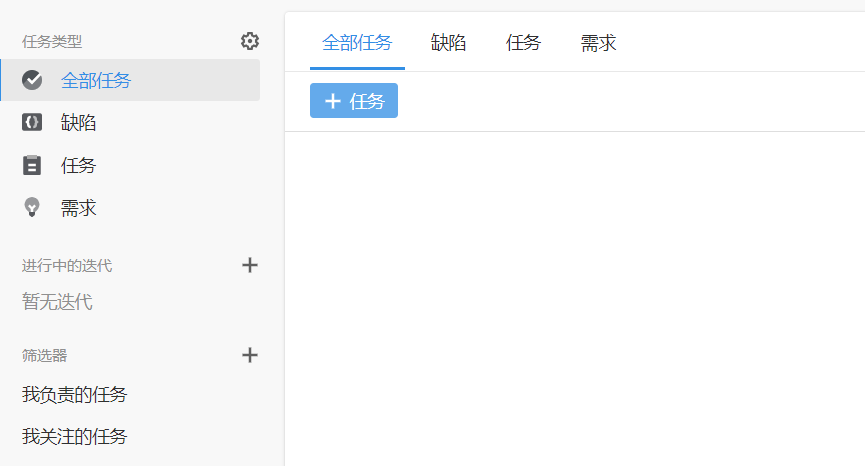 任务类型
全部任务
缺陷
任务
需求
进行中的迭代
暂无迭代
筛选器
我负责的任务
我关注的任务
全部任务 缺陷 任务 需求
+ 任务